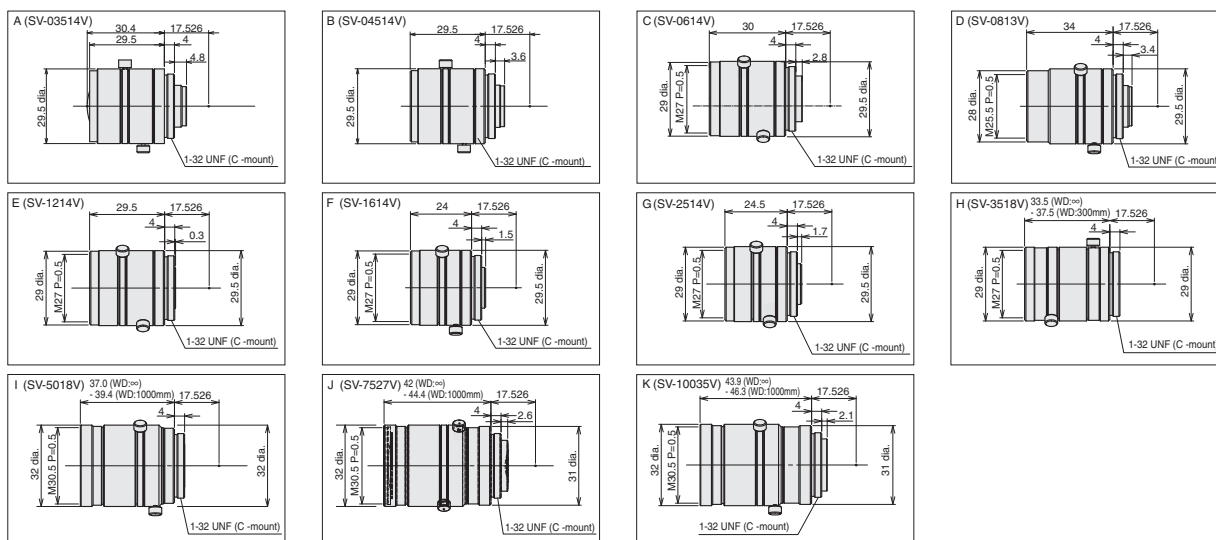 A (SV-03514V)
30.4
17.526
29.5
4
4.8
29.5 dia.
1-32 UNF (C -mount)
B (SV-04514V)
29.5
17.526
4
3.6
29.5 dia.
1-32 UNF (C -mount)
C (SV-0614V)
30
17.526
4
2.8
29 dia.
M27 P=0.5
29.5 dia.
1-32 UNF (C -mount)
D (SV-0813V)
34
17.526
4
3.4
28 dia.
M25.5 P=0.5
29.5 dia.
1-32 UNF (C -mount)
E (SV-1214V)
29.5
17.526
4
0.3
29 dia.
M27 P=0.5
29.5 dia.
1-32 UNF (C -mount)
F (SV-1614V)
24
17.526
4
1.5
29 dia.
M27 P=0.5
29.5 dia.
1-32 UNF (C -mount)
G (SV-2514V)
24.5
17.526
4
1.7
29 dia.
M27 P=0.5
29.5 dia.
1-32 UNF (C -mount)
H (SV-3518V) 33.5 (WD:∞)
- 37.5 (WD:300mm)
17.526
4
29 dia.
M27 P=0.5
29 dia.
1-32 UNF (C -mount)
I (SV-5018V) 37.0 (WD:∞)
- 39.4 (WD:1000mm)
17.526
4
32 dia.
M30.5 P=0.5
32 dia.
1-32 UNF (C -mount)
J (SV-7527V) 42 (WD:∞)
- 44.4 (WD:1000mm)
17.526
4
2.6
32 dia.
M30.5 P=0.5
31 dia.
1-32 UNF (C -mount)
K (SV-10035V) 43.9 (WD:∞)
- 46.3 (WD:1000mm)
17.526
4
2.1
32 dia.
M30.5 P=0.5
31 dia.
1-32 UNF (C -mount)